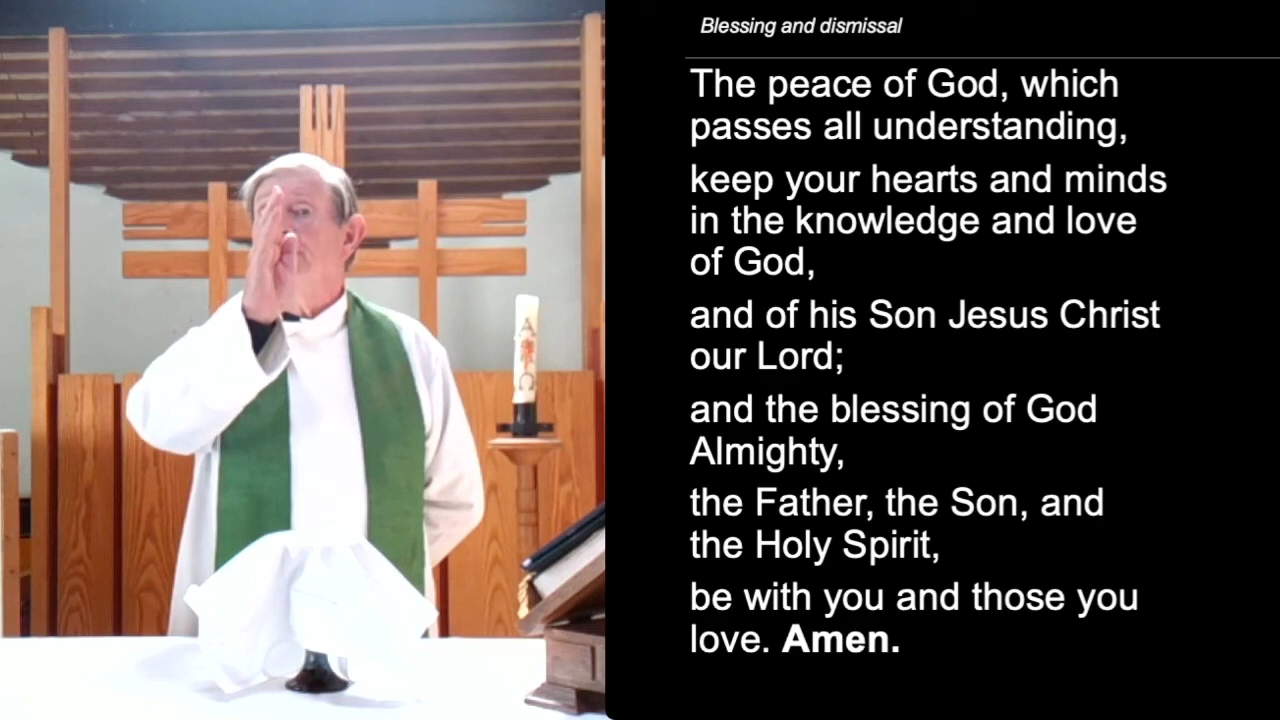 Blessing and dismissal
The peace of God, which
passes all understanding,
keep your hearts and minds
in the knowledge and love
of God,
and of his Son Jesus Christ
our Lord;
and the blessing of God
Almighty,
the Father, the Son, and
the Holy Spirit,
be with you and those you
love. Amen.
Α
Ω